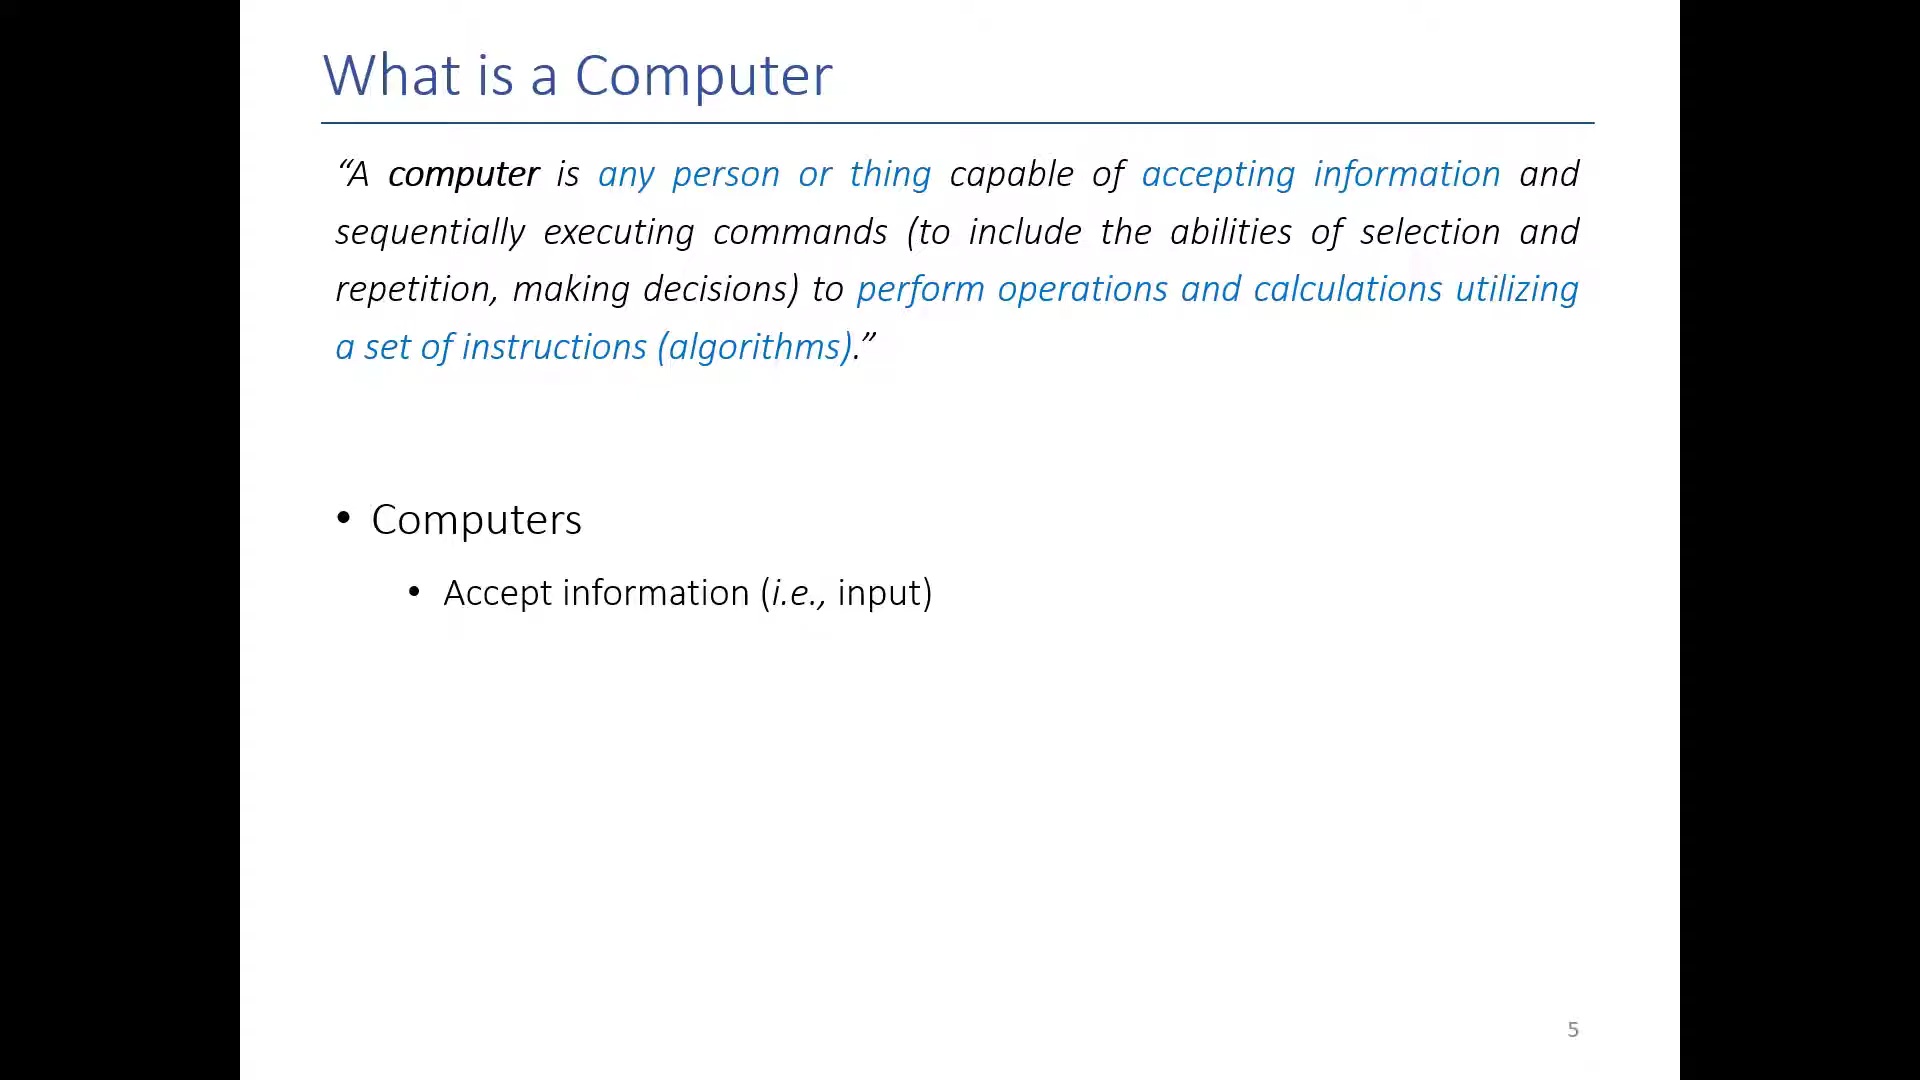 What is a Computer
“A computer is any person or thing capable of accepting information and
sequentially executing commands (to include the abilities of selection and
repetition, making decisions) to perform operations and calculations utilizing
a set of instructions (algorithms).”
• Computers
• Accept information (i.e., input)
5